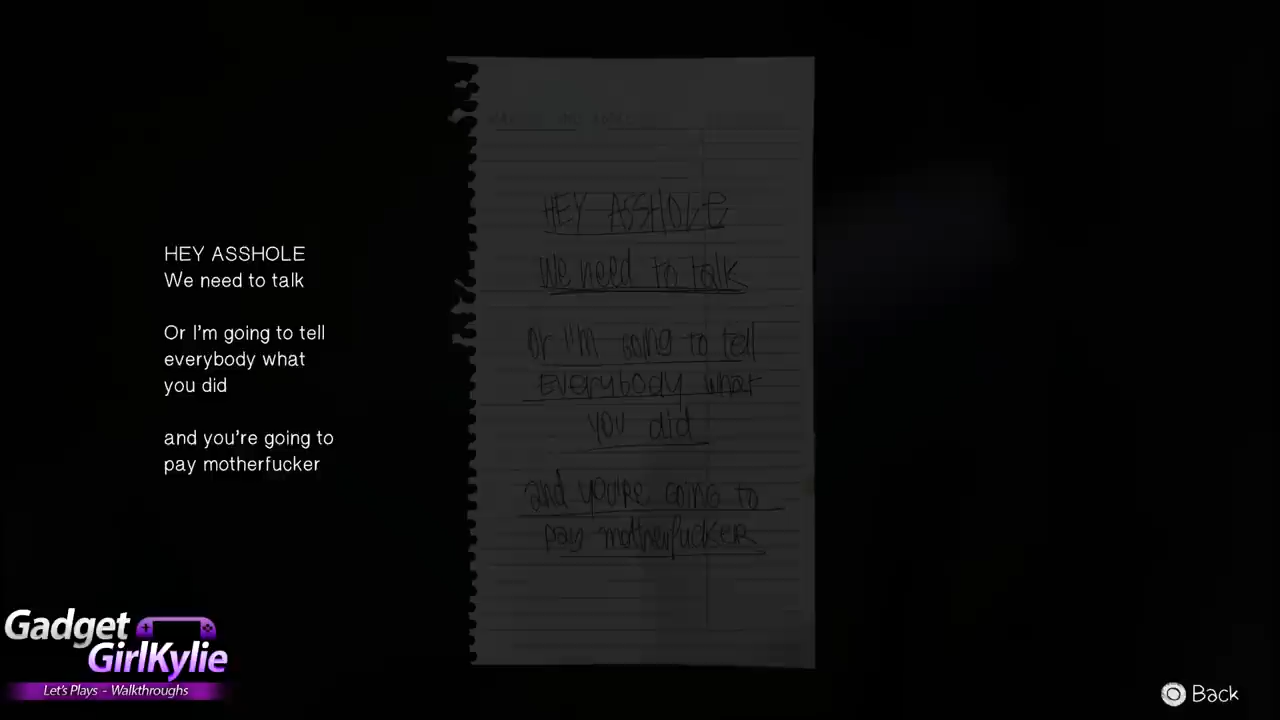 HEY ASSHOLE
We need to talk
Or I'm going to tell
everybody what
you did
and you're going to
pay motherfucker
HEY ASSHOLE
We need to talk
Or I'm going to tell
everybody what
you did
and you're going to
pay motherfucker
Gadget
GirlKylie
Let's Plays - Walkthroughs
Back